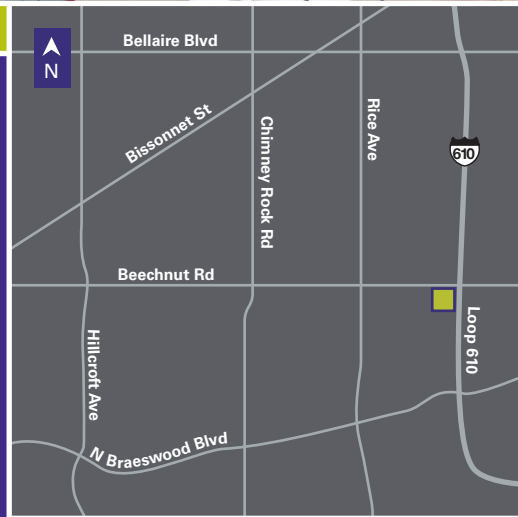 Bellaire Blvd
N
Bissonnet St
Chimney Rock Rd
Rice Ave
610
Beechnut Rd
Hillcroft Ave
Loop 610
N Braeswood Blvd